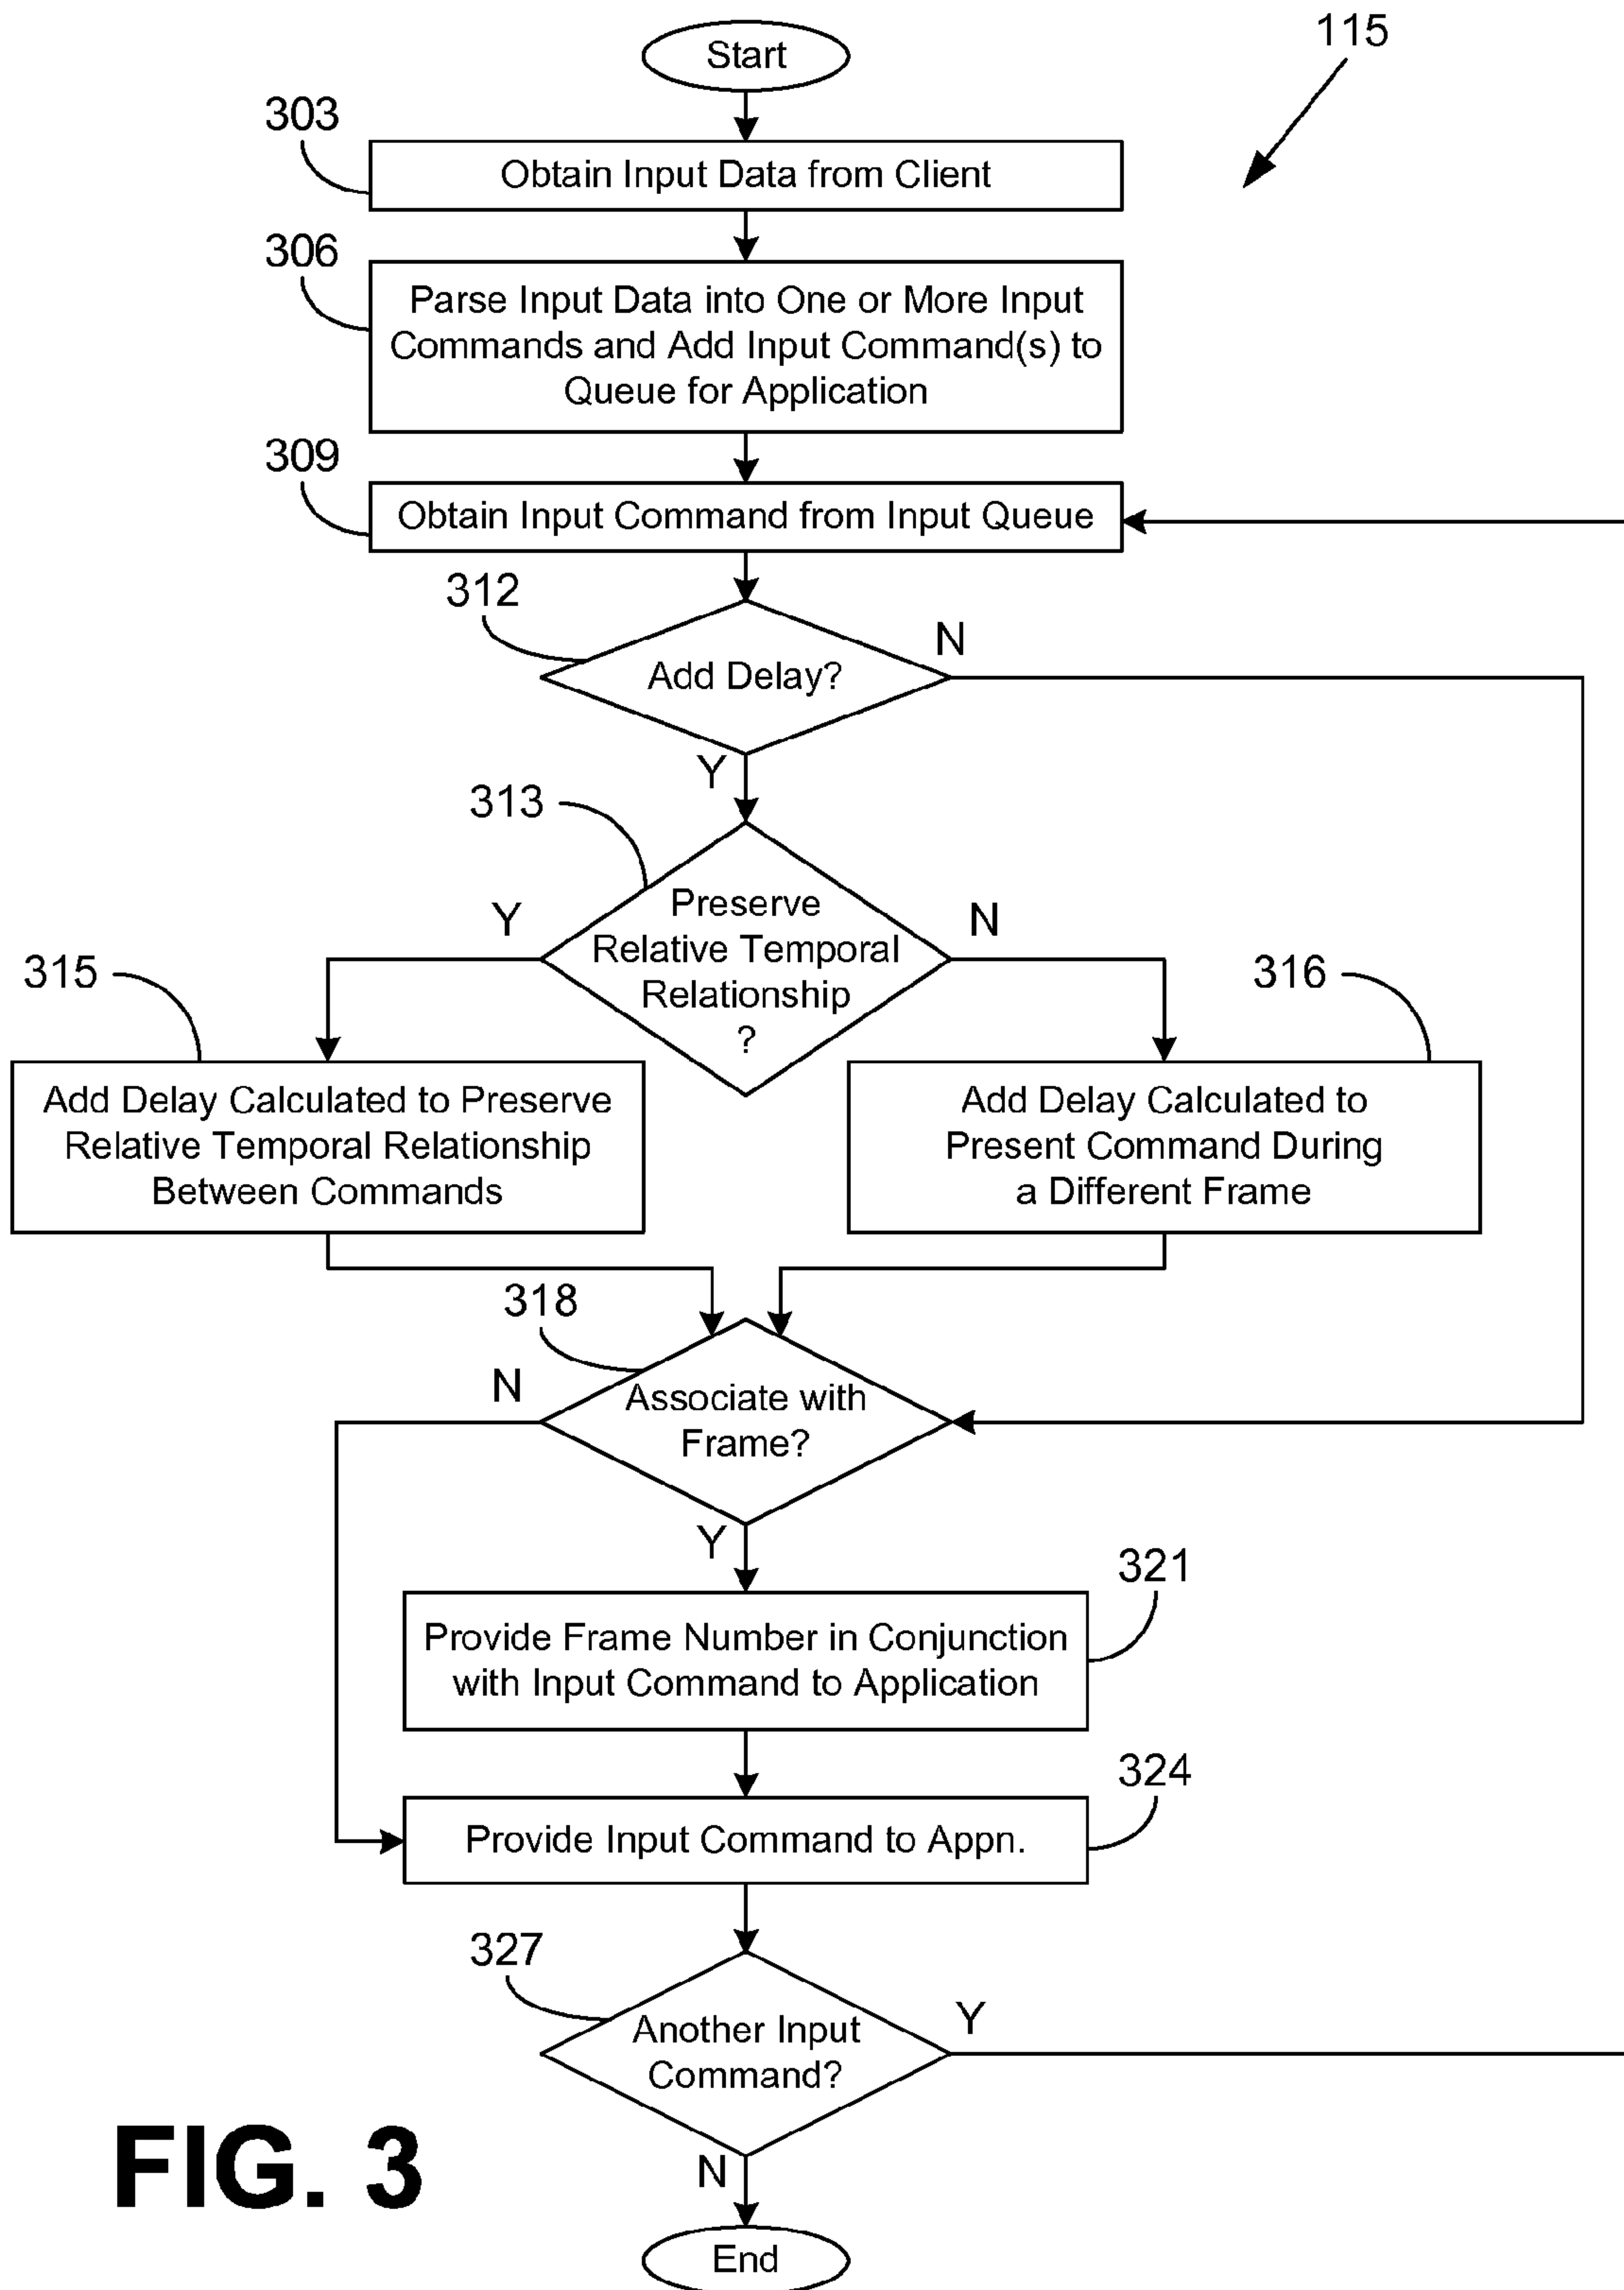 Start
115
303
Obtain Input Data from Client
306
Parse Input Data into One or More Input
Commands and Add Input Command(s) to
Queue for Application
309
Obtain Input Command from Input Queue
312
N
Add Delay?
Y
313
Preserve
Relative Temporal
Relationship
?
Y
N
315
316
Add Delay Calculated to Preserve
Relative Temporal Relationship
Between Commands
Add Delay Calculated to
Present Command During
a Different Frame
318
N
Associate with
Frame?
Y
321
Provide Frame Number in Conjunction
with Input Command to Application
324
Provide Input Command to Appn.
327
Another Input
Command?
Y
N
FIG. 3
End